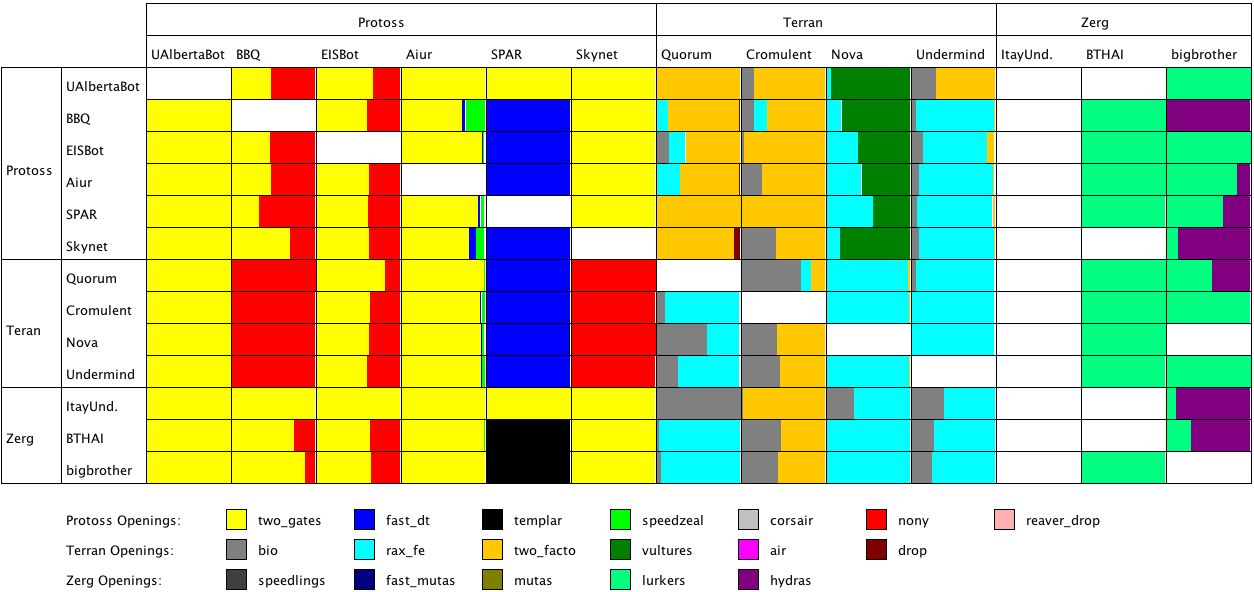 Protoss Terran Zerg
UAlbertaBot BBQ EISBot Aiur SPAR Skynet Quorum Cromulent Nova Undermind ItayUnd. BTHAI bigbrother
UAlbertaBot
BBQ
EISBot
Protoss Aiur
SPAR
Skynet
Quorum
Cromulent
Teran Nova
Undermind
ItayUnd.
Zerg BTHAI
bigbrother
Protoss Openings: two_gates fast_dt templar speedzeal corsair nony reaver_drop
Terran Openings: bio rax_fe two_facto vultures air drop
Zerg Openings: speedlings fast_mutas mutas lurkers hydras